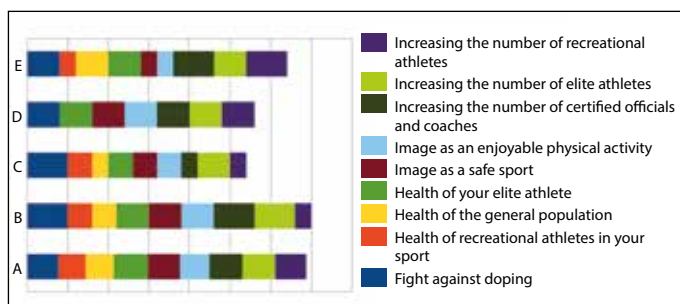 E
D
C
B
A
Increasing the number of recreational
athletes
Increasing the number of elite athletes
Increasing the number of certified officials
and coaches
Image as an enjoyable physical activity
Image as a safe sport
Health of your elite athlete
Health of the general population
Health of recreational athletes in your
sport
Fight against doping